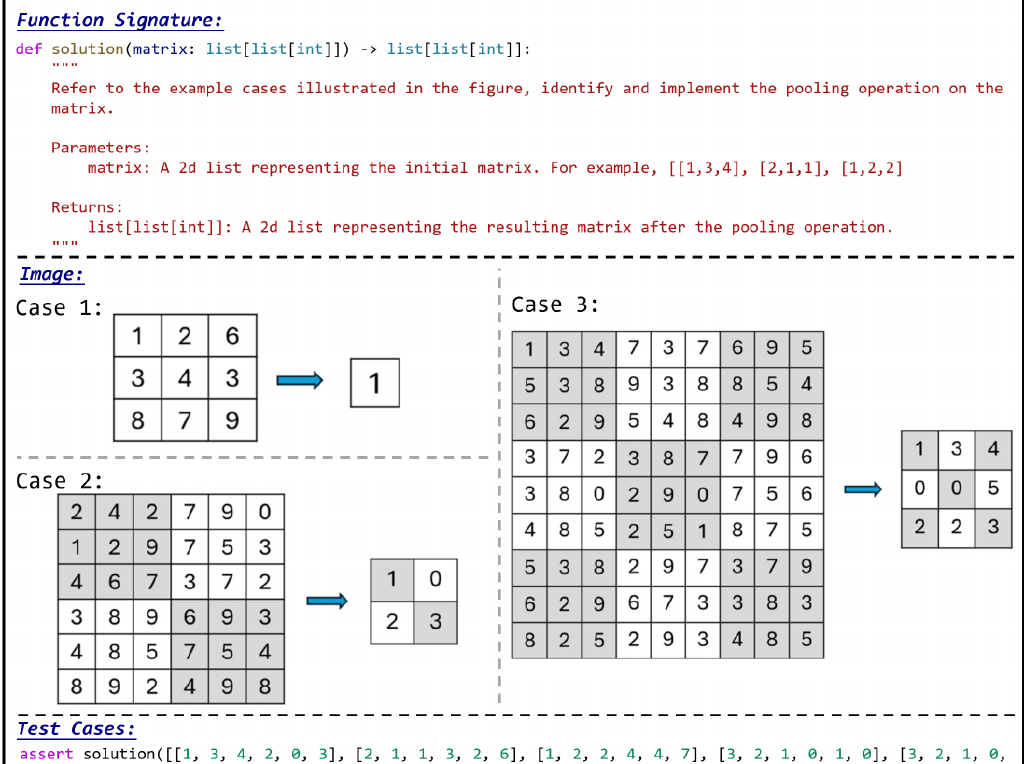 Function Signature:
def solution(matrix: list[list[int]]) -> list[list[int]]:
"""
Refer to the example cases illustrated in the figure, identify and implement the pooling operation on the
matrix.
Parameters:
matrix: A 2d list representing the initial matrix. For example, [[1,3,4], [2,1,1], [1,2,2]
Returns:
list[list[int]]: A 2d list representing the resulting matrix after the pooling operation.
"""
Image:
Case 1:
1 2 6
3 4 3
8 7 9
1
Case 2:
2 4 2 7 9 0
1 2 9 7 5 3
4 6 7 3 7 2
3 8 9 6 9 3
4 8 5 7 5 4
8 9 2 4 9 8
1 0
2 3
Case 3:
1 3 4 7 3 7 6 9 5
5 3 8 9 3 8 8 5 4
6 2 9 5 4 8 4 9 8
3 7 2 3 8 7 7 9 6
3 8 0 2 9 0 7 5 6
4 8 5 2 5 1 8 7 5
5 3 8 2 9 7 3 7 9
6 2 9 6 7 3 3 8 3
8 2 5 2 9 3 4 8 5
1 3 4
0 0 5
2 2 3
Test Cases:
assert solution([[1, 3, 4, 2, 0, 3], [2, 1, 1, 3, 2, 6], [1, 2, 2, 4, 4, 7], [3, 2, 1, 0, 1, 0], [3, 2, 1, 0,